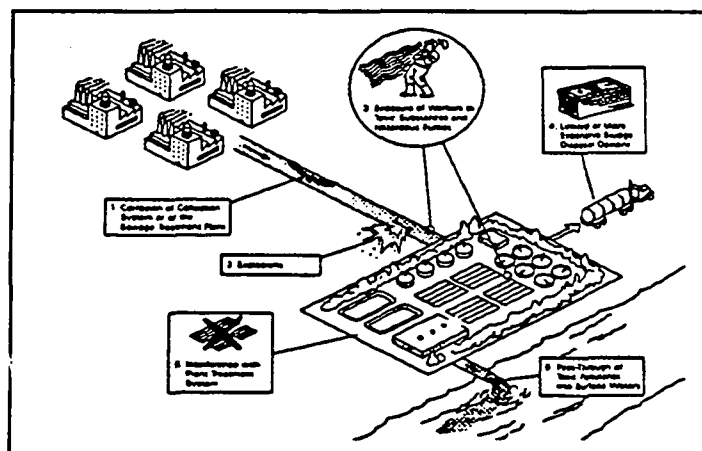 1. Corrosion of Collection
System or of the
Sewage Treatment Plant
2. Explosions
3. Exposure of Workers to
Toxic Substances and
Hazardous Fumes
4. Limited or More
Expensive Sludge
Disposal Options
5. Interference with
Plant Treatment
System
6. Pass-Through of
Toxic Pollutants
into Surface Waters